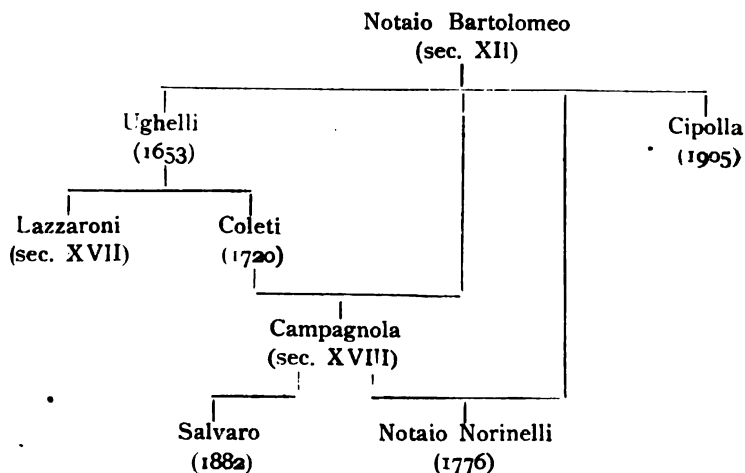 Notaio Bartolomeo
(sec. XII)
Ughelli
(1653)
Cipolla
(1905)
Lazzaroni
(sec. XVII)
Coleti
(1720)
Campagnola
(sec. XVIII)
Salvaro
(1882)
Notaio Norinelli
(1776)